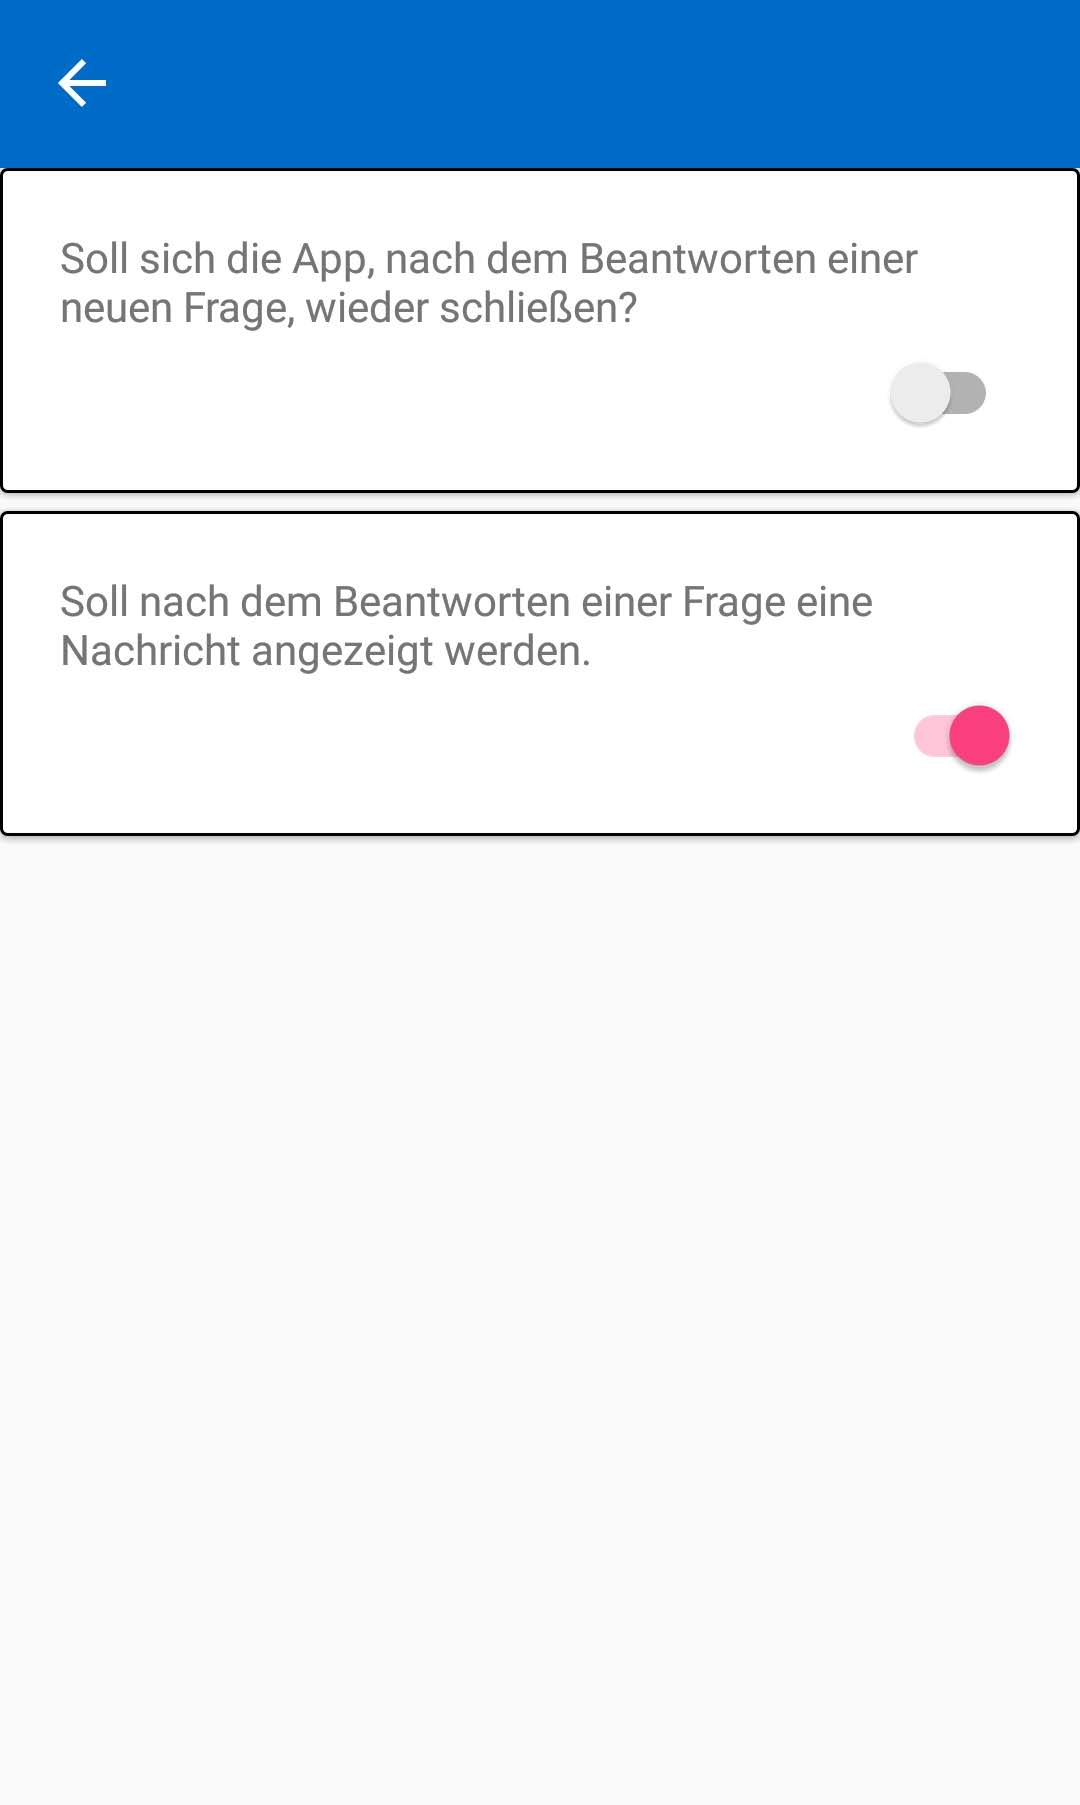 Soll sich die App, nach dem Beantworten einer
neuen Frage, wieder schließen?
Soll nach dem Beantworten einer Frage eine
Nachricht angezeigt werden.